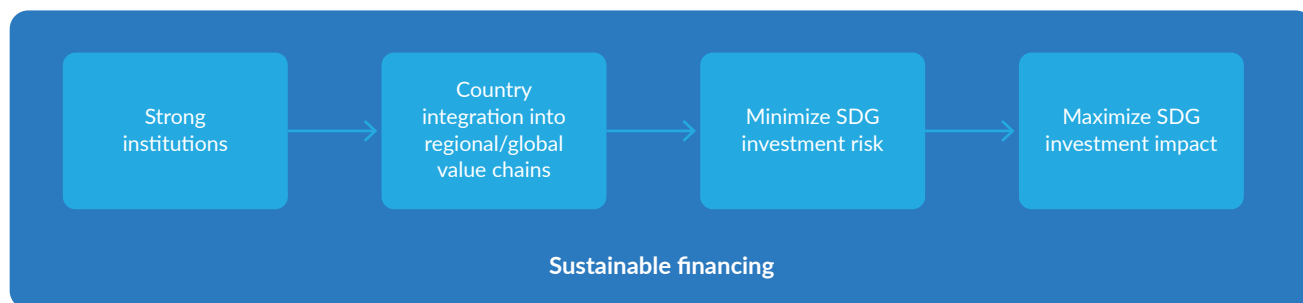 Strong
institutions
Country
integration into
regional/global
value chains
Minimize SDG
investment risk
Maximize SDG
investment impact
Sustainable financing